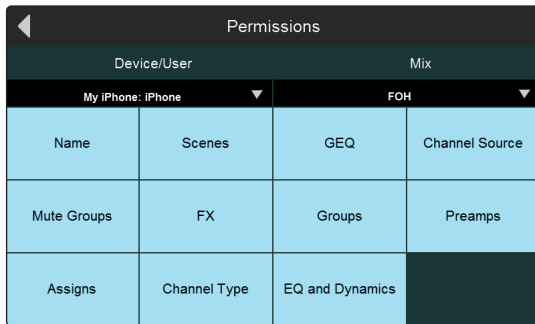 Permissions
Device/User Mix
My iPhone: iPhone FOH
Name Scenes GEQ Channel Source
Mute Groups FX Groups Preamps
Assigns Channel Type EQ and Dynamics